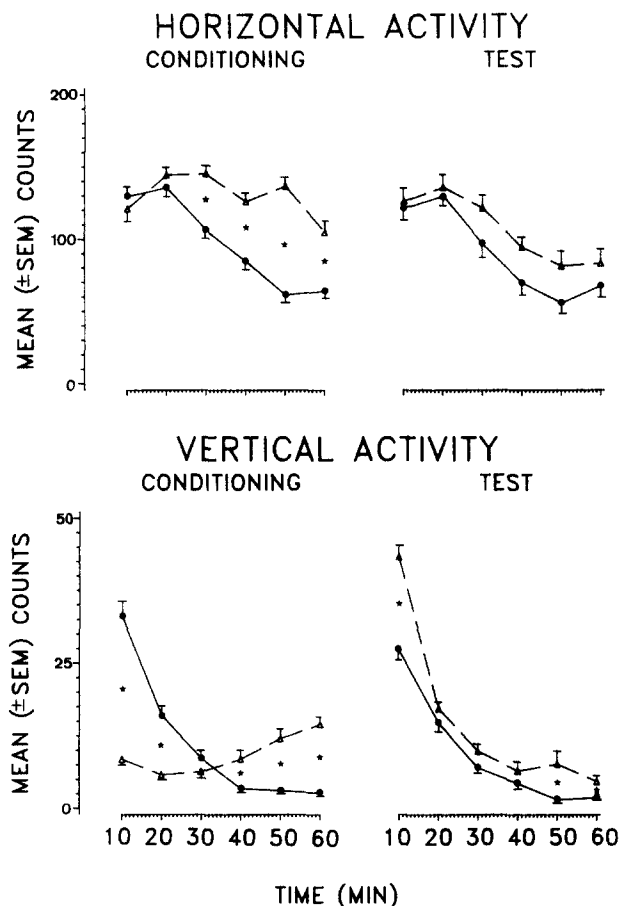 HORIZONTAL ACTIVITY
CONDITIONING TEST
200
100
0
MEAN (±SEM) COUNTS
VERTICAL ACTIVITY
CONDITIONING TEST
50
25
0
MEAN (±SEM) COUNTS
10 20 30 40 50 60 10 20 30 40 50 60
TIME (MIN)